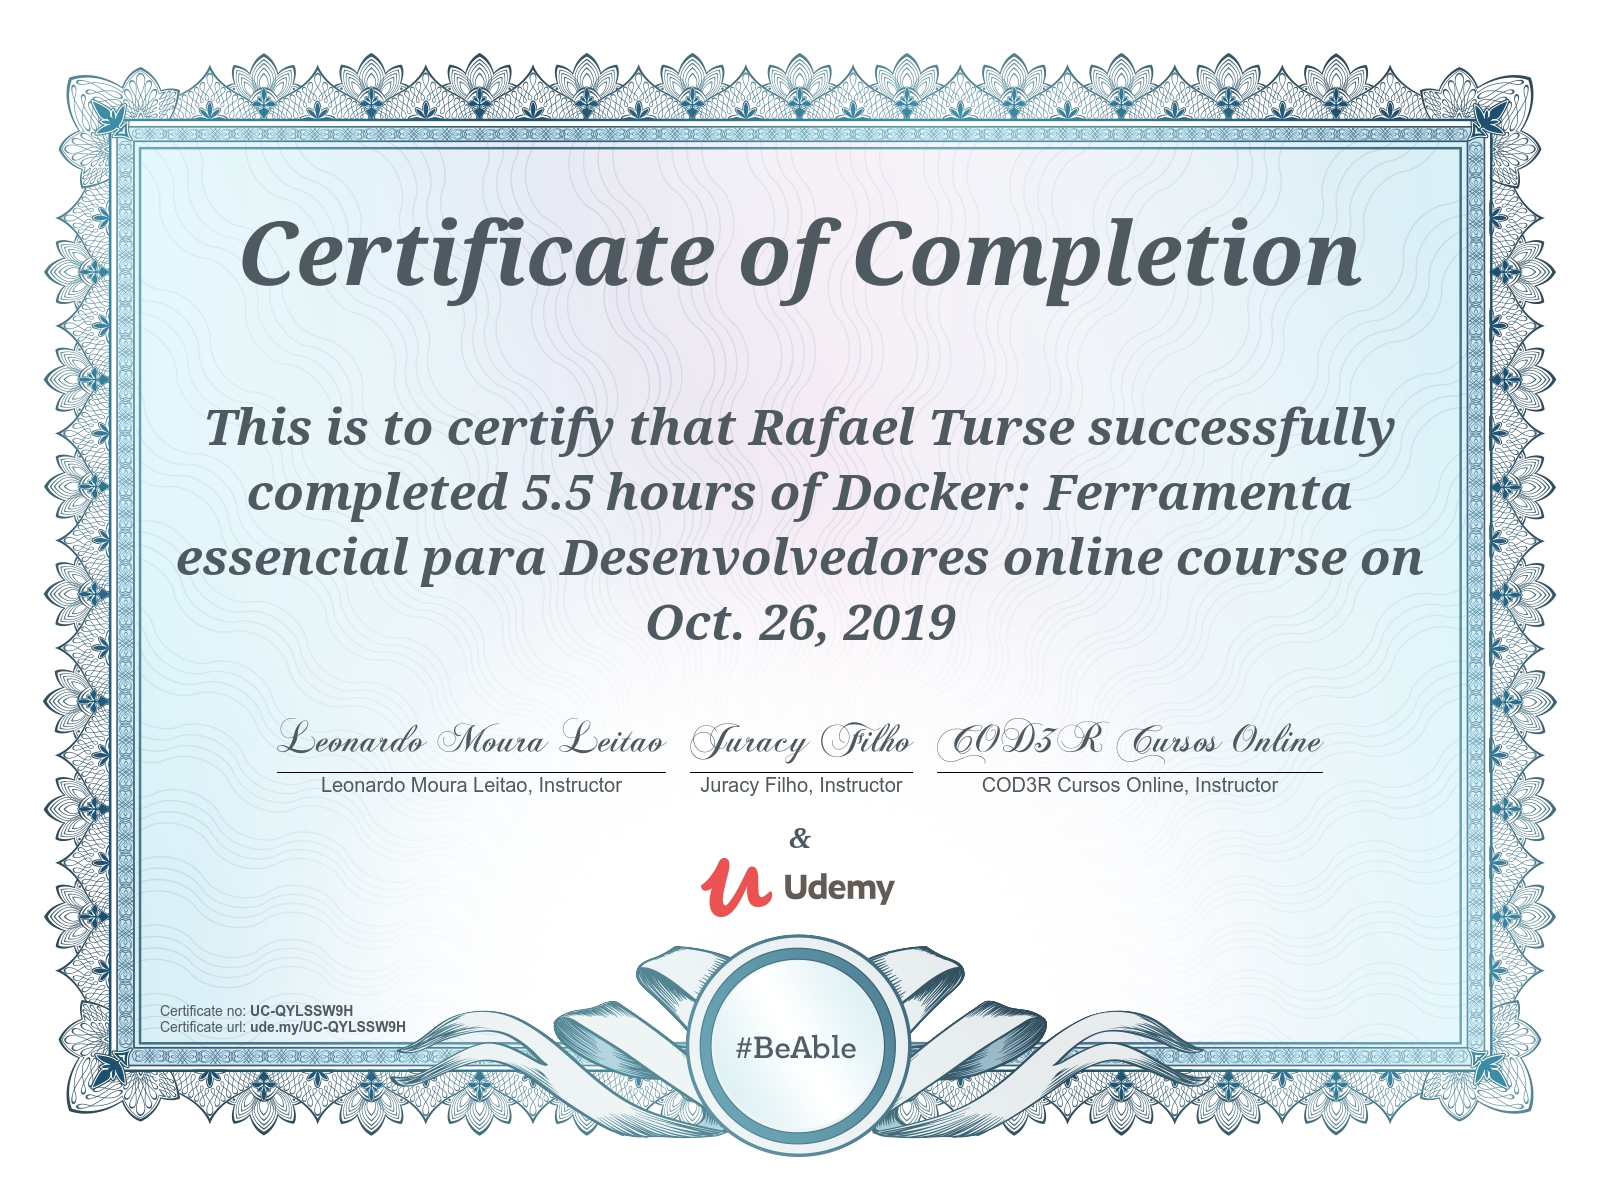 Certificate of Completion
This is to certify that Rafael Turse successfully
completed 5.5 hours of Docker: Ferramenta
essencial para Desenvolvedores online course on
Oct. 26, 2019
Leonardo Moura Leitao Juracy Filho COD3R Cursos Online
Leonardo Moura Leitao, Instructor Juracy Filho, Instructor COD3R Cursos Online, Instructor
&
Udemy
Certificate no: UC-QYLSSW9H
Certificate url: ude.my/UC-QYLSSW9H
#BeAble